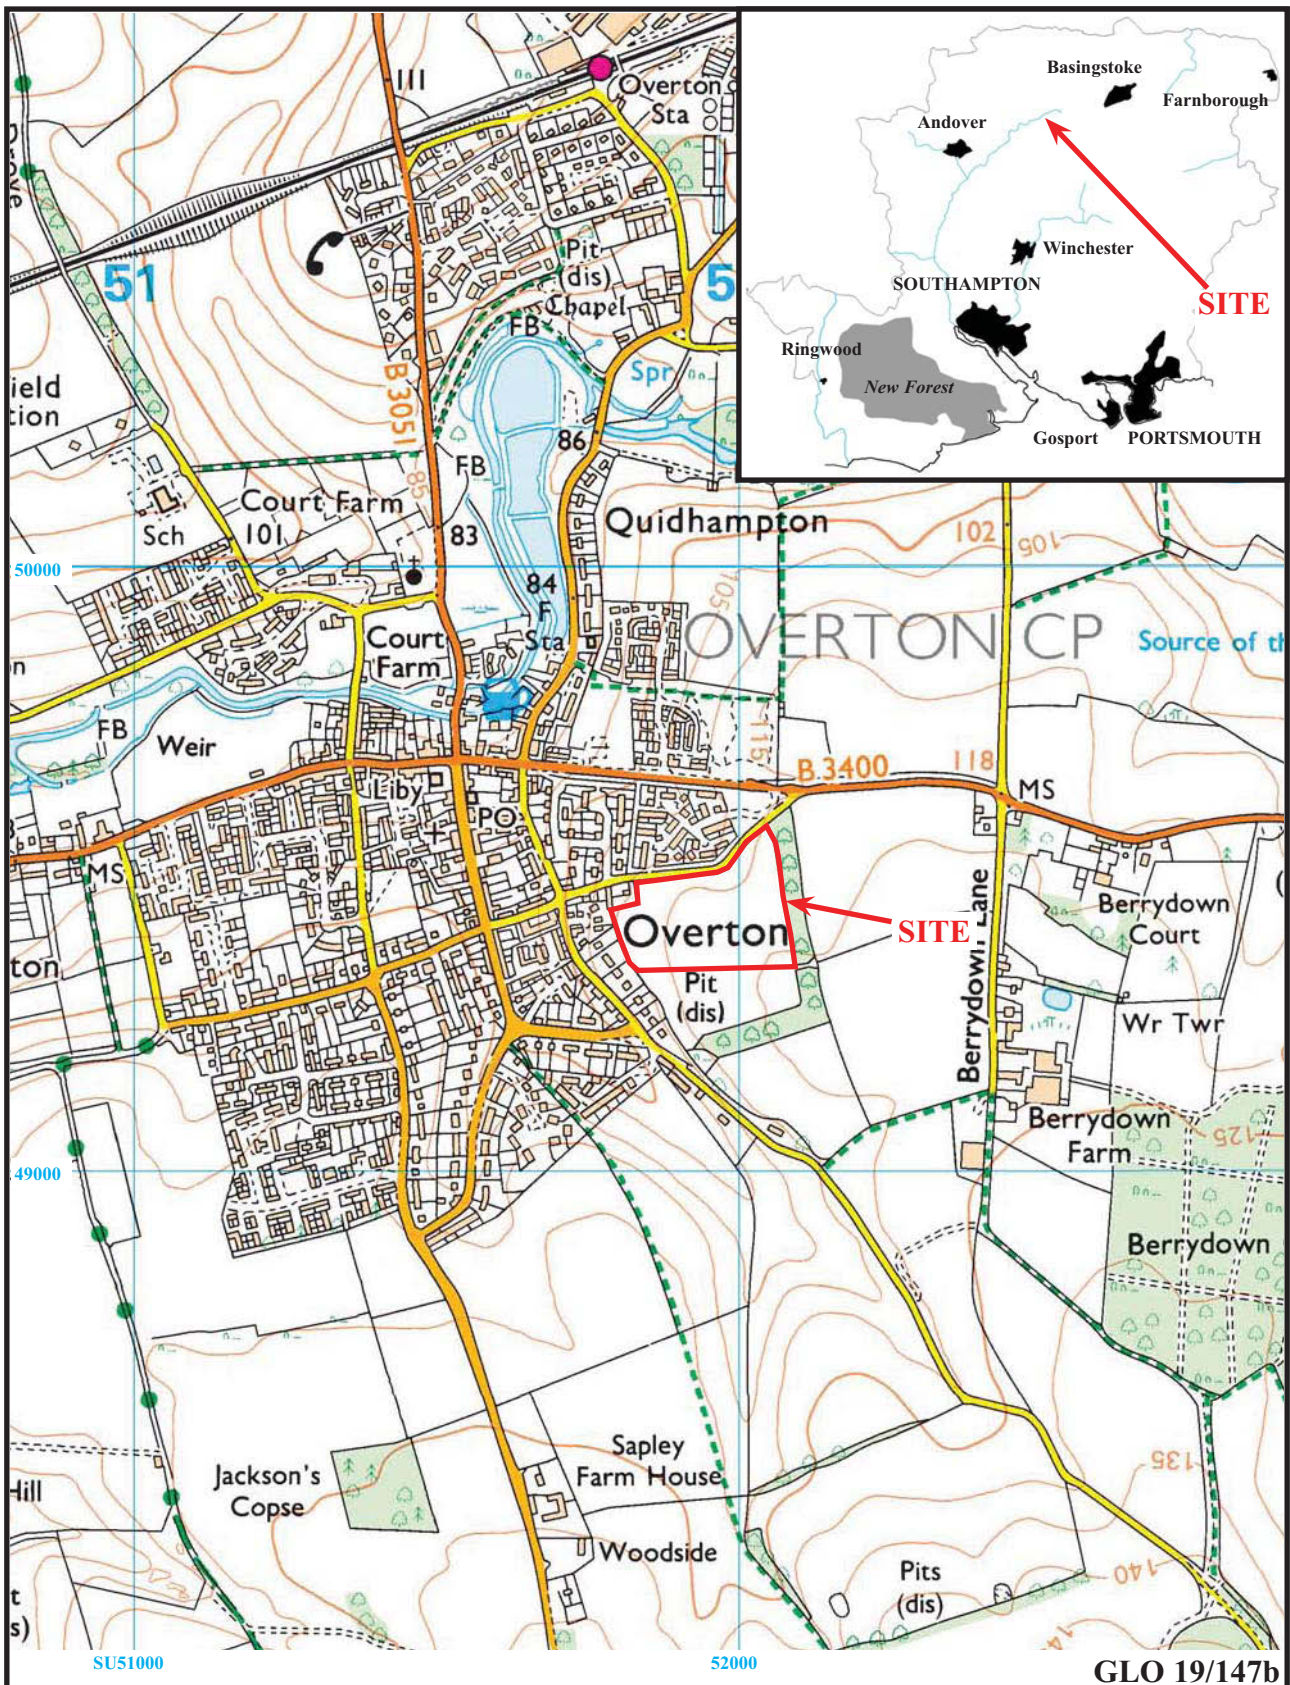 111
Overton
Sta
Drove
51
5
Pit
(dis)
Chapel
FB
Spr
B 3051
85
ield
tion
86
FB
Court Farm
101
Sch
83
Quidhampton
102
105
50000
84
F
Sta
105
OVERTON CP
Source of th
Court
Farm
n
FB
Weir
115
B 3400
118
MS
Liby
PO
MS
Berrydown Lane
Berrydown
Court
Overton
SITE
ton
Pit
(dis)
Wr Twr
Berrydown
Farm
125
49000
Berrydown
Jackson's
Copse
Sapley
Farm House
135
Hill
Woodside
Pits
(dis)
140
t
s)
SU51000
52000
GLO 19/147b
Basingstoke
Farnborough
Andover
Winchester
SOUTHAMPTON
SITE
Ringwood
New Forest
Gosport
PORTSMOUTH